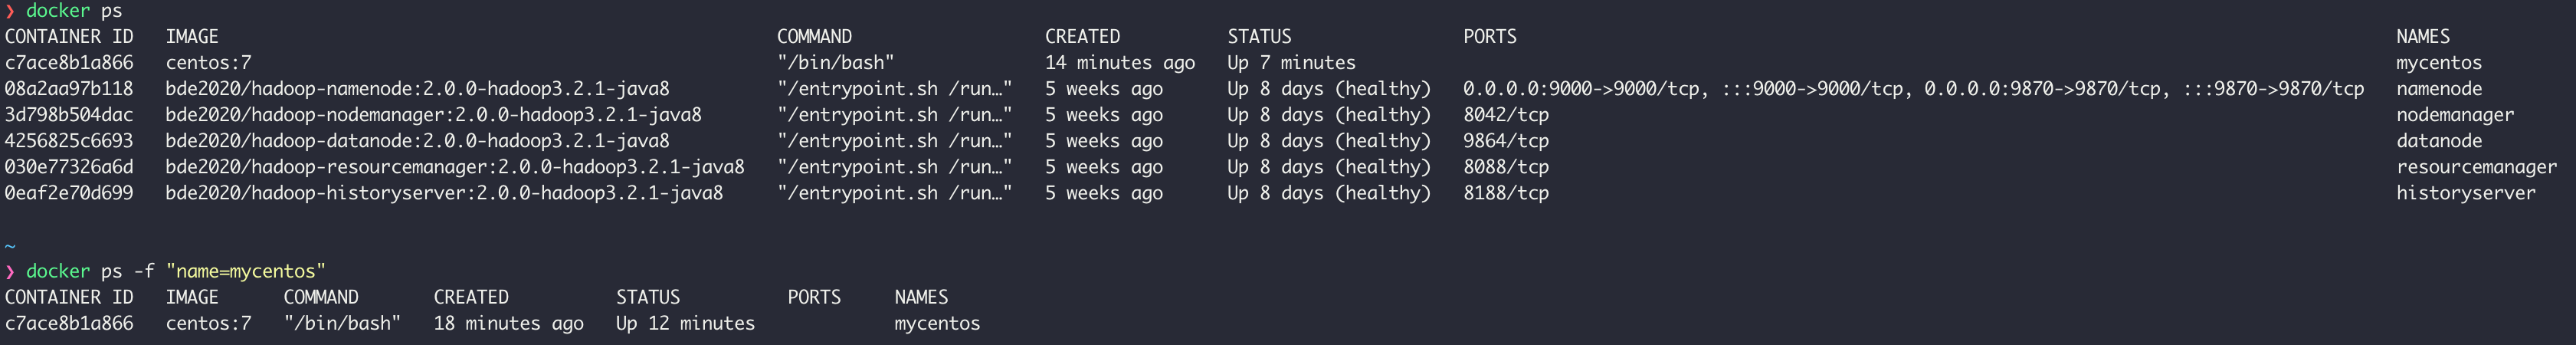 ❯ docker ps
CONTAINER ID   IMAGE                                                    COMMAND                  CREATED          STATUS                PORTS                                                                                  NAMES
c7ace8b1a866   centos:7                                                 "/bin/bash"              14 minutes ago   Up 7 minutes                                                                                                 mycentos
08a2aa97b118   bde2020/hadoop-namenode:2.0.0-hadoop3.2.1-java8          "/entrypoint.sh /run…"   5 weeks ago      Up 8 days (healthy)   0.0.0.0:9000->9000/tcp, :::9000->9000/tcp, 0.0.0.0:9870->9870/tcp, :::9870->9870/tcp   namenode
3d798b504dac   bde2020/hadoop-nodemanager:2.0.0-hadoop3.2.1-java8       "/entrypoint.sh /run…"   5 weeks ago      Up 8 days (healthy)   8042/tcp                                                                               nodemanager
4256825c6693   bde2020/hadoop-datanode:2.0.0-hadoop3.2.1-java8          "/entrypoint.sh /run…"   5 weeks ago      Up 8 days (healthy)   9864/tcp                                                                               datanode
030e77326a6d   bde2020/hadoop-resourcemanager:2.0.0-hadoop3.2.1-java8   "/entrypoint.sh /run…"   5 weeks ago      Up 8 days (healthy)   8088/tcp                                                                               resourcemanager
0eaf2e70d699   bde2020/hadoop-historyserver:2.0.0-hadoop3.2.1-java8     "/entrypoint.sh /run…"   5 weeks ago      Up 8 days (healthy)   8188/tcp                                                                               historyserver
~
❯ docker ps -f "name=mycentos"
CONTAINER ID   IMAGE      COMMAND       CREATED          STATUS          PORTS     NAMES
c7ace8b1a866   centos:7   "/bin/bash"   18 minutes ago   Up 12 minutes             mycentos